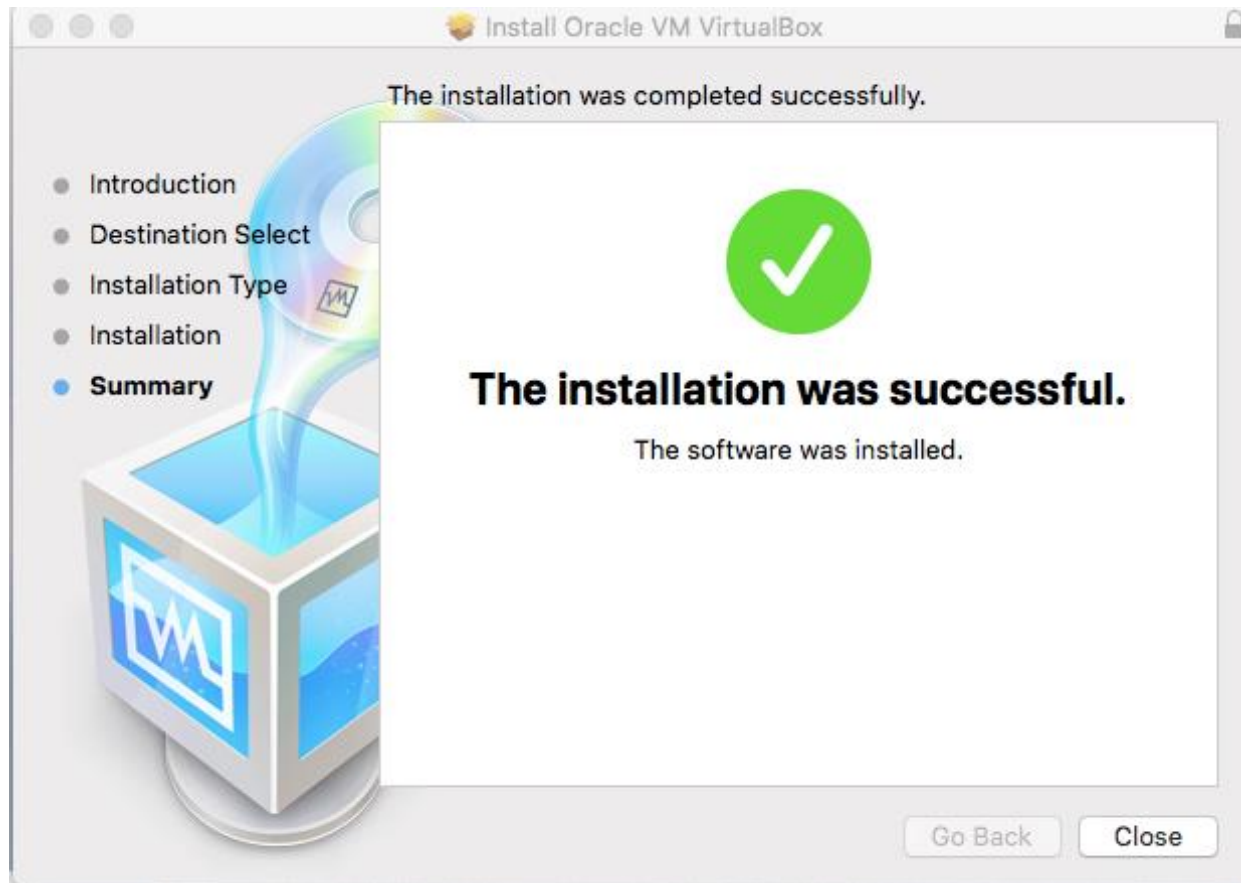 Install Oracle VM VirtualBox
The installation was completed successfully.
Introduction
Destination Select
Installation Type
Installation
Summary
The installation was successful.
The software was installed.
Go Back
Close